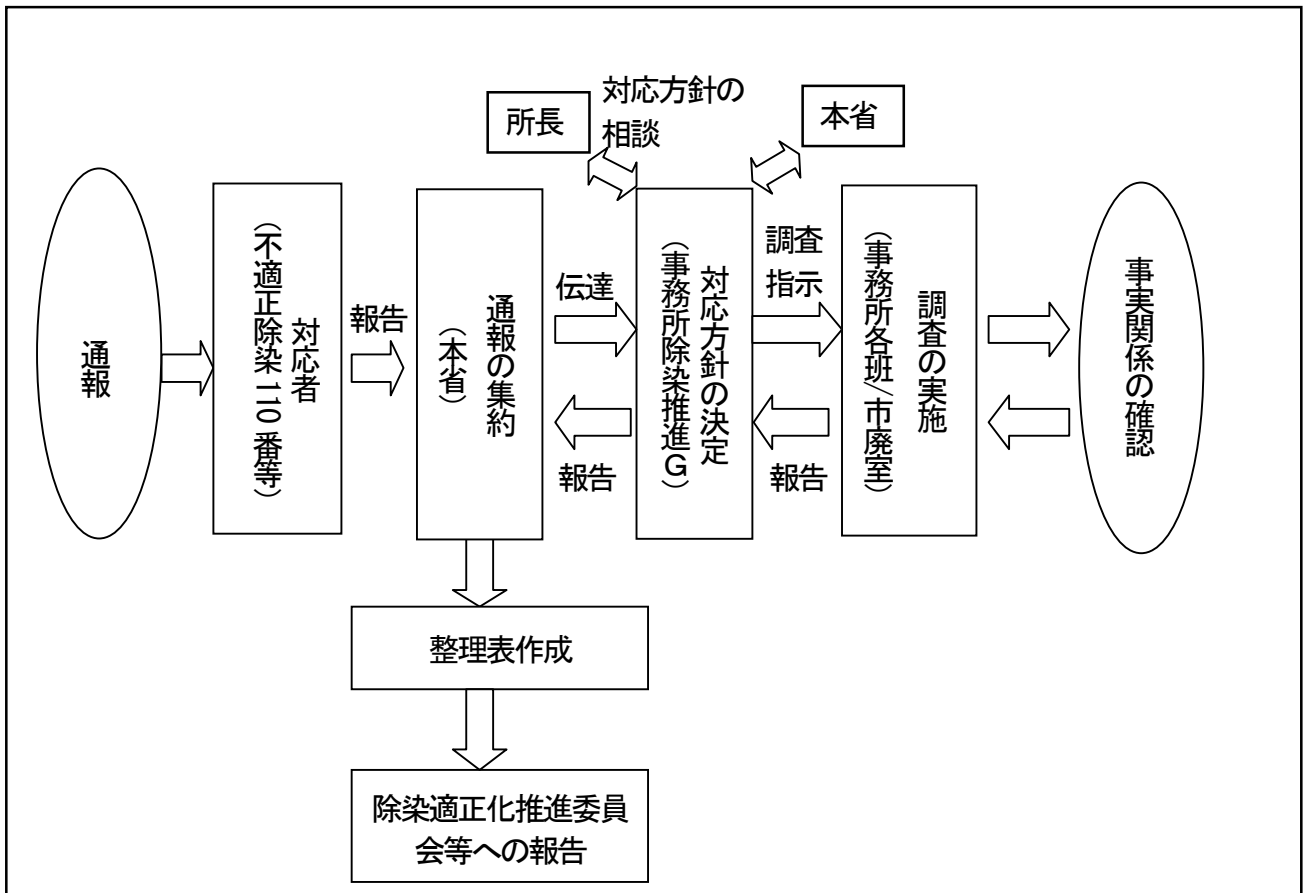 対応方針の
相談
所長
本省
通報
対応者
（不適正除染110番等）
報告
通報の集約
（本省）
伝達
報告
対応方針の決定
（事務所除染推進G）
調査
指示
報告
調査の実施
（事務所各班/市廃室）
事実関係の確認
整理表作成
除染適正化推進委員
会等への報告